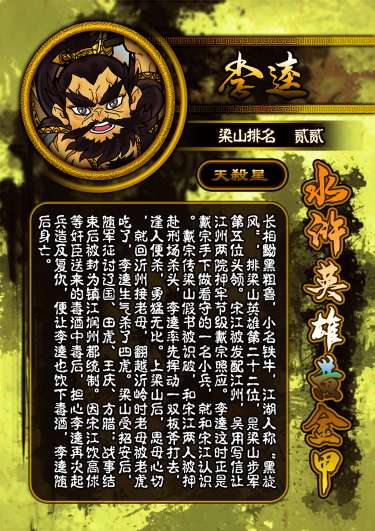 李逵
梁山排名 贰贰
天殺星
水浒英雄黄金甲
长相黝黑粗鲁，小名铁牛，江湖人称“黑旋
风”，排梁山英雄第二十二位，是梁山步军
第五位头领。宋江被发配江州，吴用写信让
江州两院押牢节级戴宗照应。李逵这时正是
戴宗手下做看守的一名小兵，就和宋江认识
。戴宗传梁山假书被识破，和宋江两人被押
赴刑场杀头，李逵率先挥动一双板斧打去，
逢人便杀，勇猛无比。上梁山后，思母心切
，就回沂州接老母，翻越沂岭时老母被老虎
吃了，李逵生气杀了四虎。梁山受招安后，
随军征讨辽国、田虎、王庆、方腊；战事结
束后被封为镇江润州都统制。因宋江饮高俅
等奸臣送来的毒酒中毒后，担心李逵再次起
兵造反复仇，便让李逵也饮下毒酒，李逵随
后身亡。